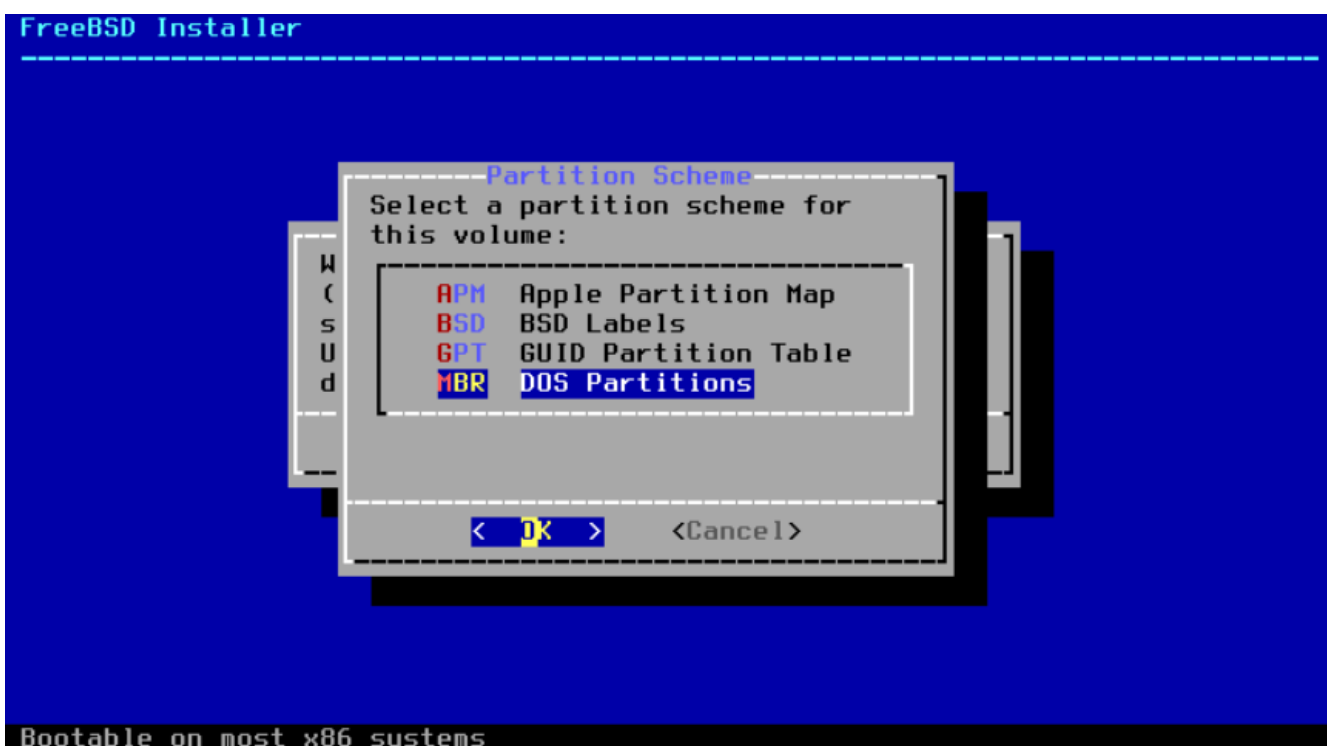 FreeBSD Installer
Partition Scheme
Select a partition scheme for
this volume:
W
(
s
U
d
APM Apple Partition Map
BSD BSD Labels
GPT GUID Partition Table
MBR DOS Partitions
< OK > <Cancel>
Bootable on most x86 systems